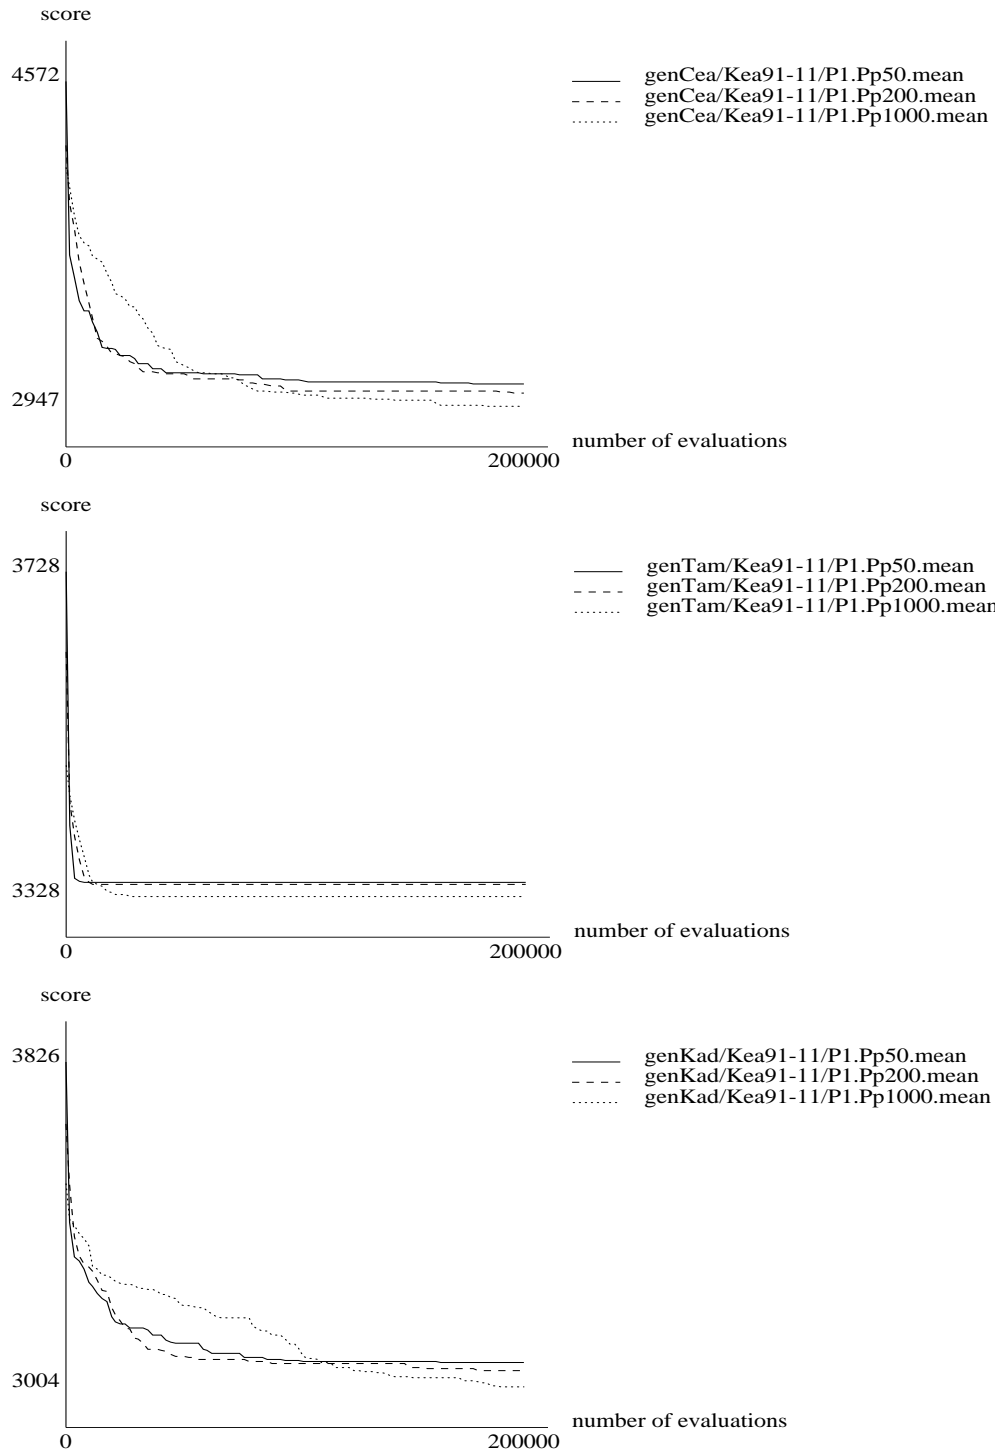 score
4572
genCea/Kea91-11/P1.Pp50.mean
genCea/Kea91-11/P1.Pp200.mean
genCea/Kea91-11/P1.Pp1000.mean
2947
number of evaluations
0
200000
score
3728
genTam/Kea91-11/P1.Pp50.mean
genTam/Kea91-11/P1.Pp200.mean
genTam/Kea91-11/P1.Pp1000.mean
3328
number of evaluations
0
200000
score
3826
genKad/Kea91-11/P1.Pp50.mean
genKad/Kea91-11/P1.Pp200.mean
genKad/Kea91-11/P1.Pp1000.mean
3004
number of evaluations
0
200000